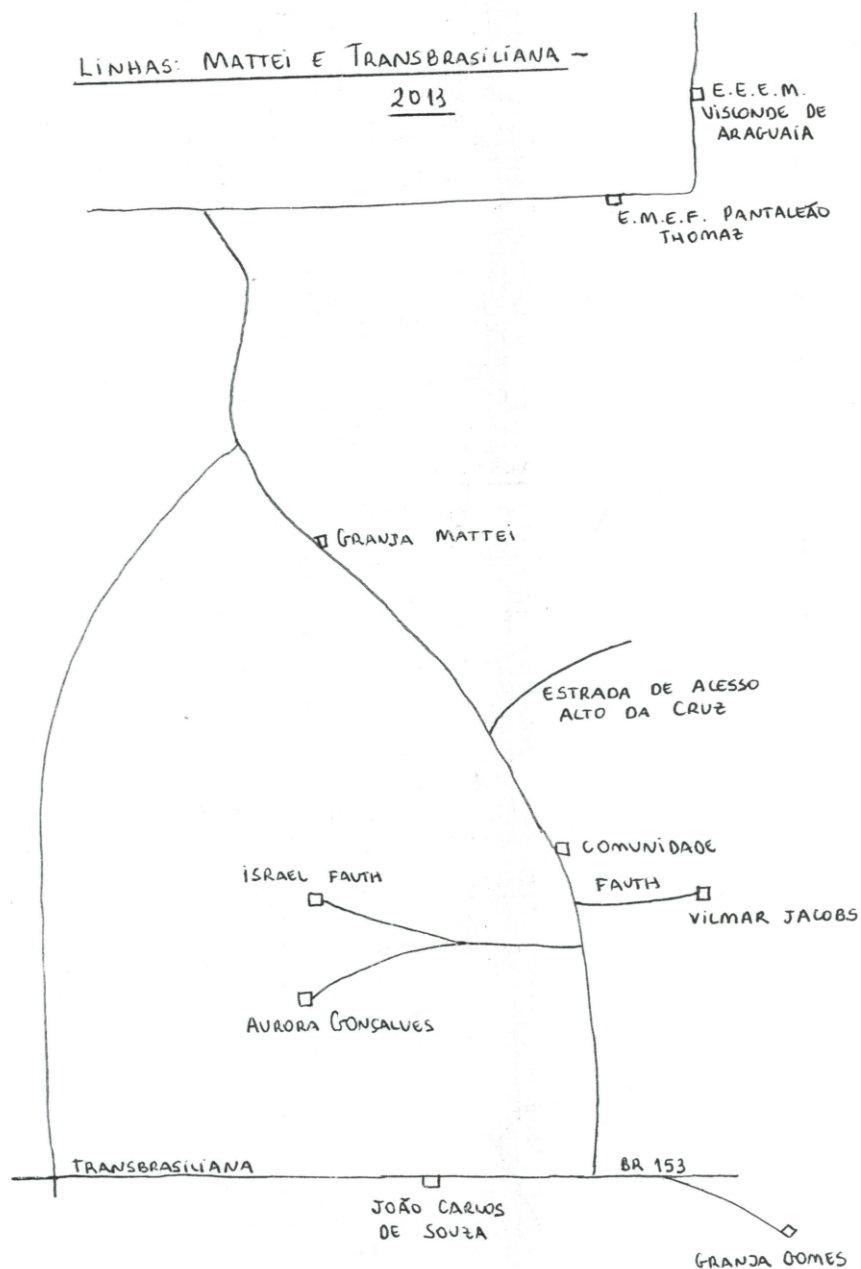 LINHAS: MATTEI E TRANSBRASILIANA -
2013
E.E.E.M.
VISCONDE DE
ARAGUAIA
E.M.E.F. PANTALEÃO
THOMAZ
GRANJA MATTEI
ESTRADA DE ACESSO
ALTO DA CRUZ
COMUNIDADE
FAUTH
ISRAEL FAUTH
VILMAR JACOBS
AURORA GONÇALVES
TRANSBRASILIANA
BR 153
JOÃO CARLOS
DE SOUZA
GRANJA GOMES